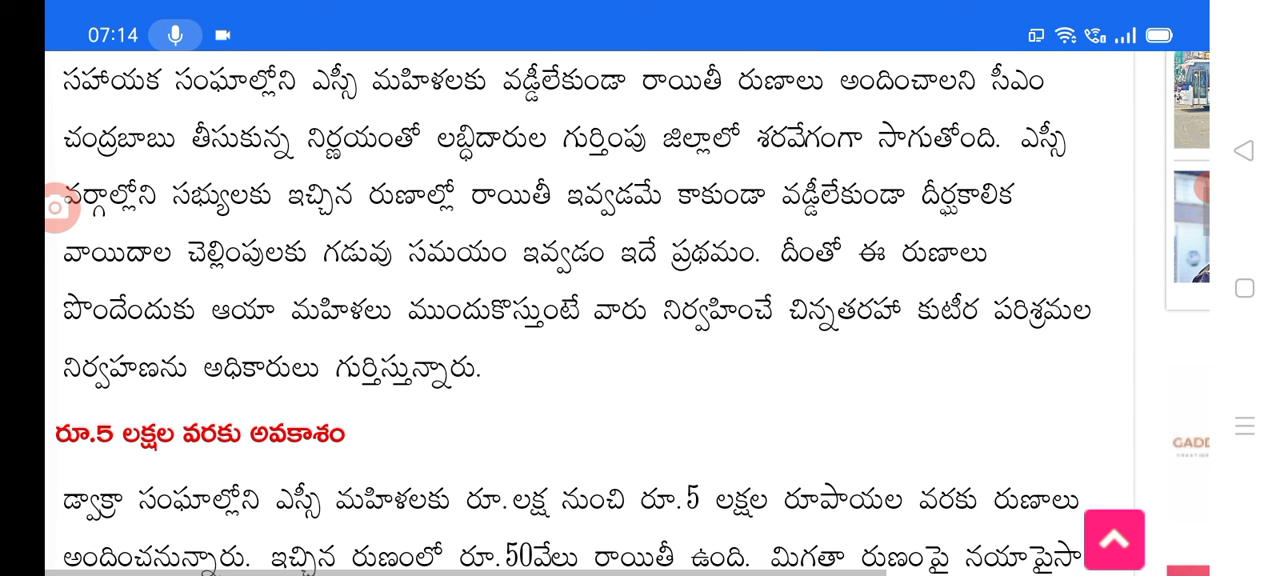 07:14
సహాయక సంఘాల్లోని ఎస్సీ మహిళలకు వడ్డీలేకుండా రాయితీ రుణాలు అందించాలని సీఎం
చంద్రబాబు తీసుకున్న నిర్ణయంతో లబ్ధిదారుల గుర్తింపు జిల్లాలో శరవేగంగా సాగుతోంది. ఎస్సీ
వర్గాల్లోని సభ్యులకు ఇచ్చిన రుణాల్లో రాయితీ ఇవ్వడమే కాకుండా వడ్డీలేకుండా దీర్ఘకాలిక
వాయిదాల చెల్లింపులకు గడువు సమయం ఇవ్వడం ఇదే ప్రథమం. దీంతో ఈ రుణాలు
పొందేందుకు ఆయా మహిళలు ముందుకొస్తుంటే వారు నిర్వహించే చిన్నతరహా కుటీర పరిశ్రమల
నిర్వహణను అధికారులు గుర్తిస్తున్నారు.
రూ.5 లక్షల వరకు అవకాశం
డ్వాక్రా సంఘాల్లోని ఎస్సీ మహిళలకు రూ.లక్ష నుంచి రూ.5 లక్షల రూపాయల వరకు రుణాలు
అందించనున్నారు. ఇచ్చిన రుణంలో రూ.50వేలు రాయితీ ఉంది. మిగతా రుణంపై నయాపైసా
GADD